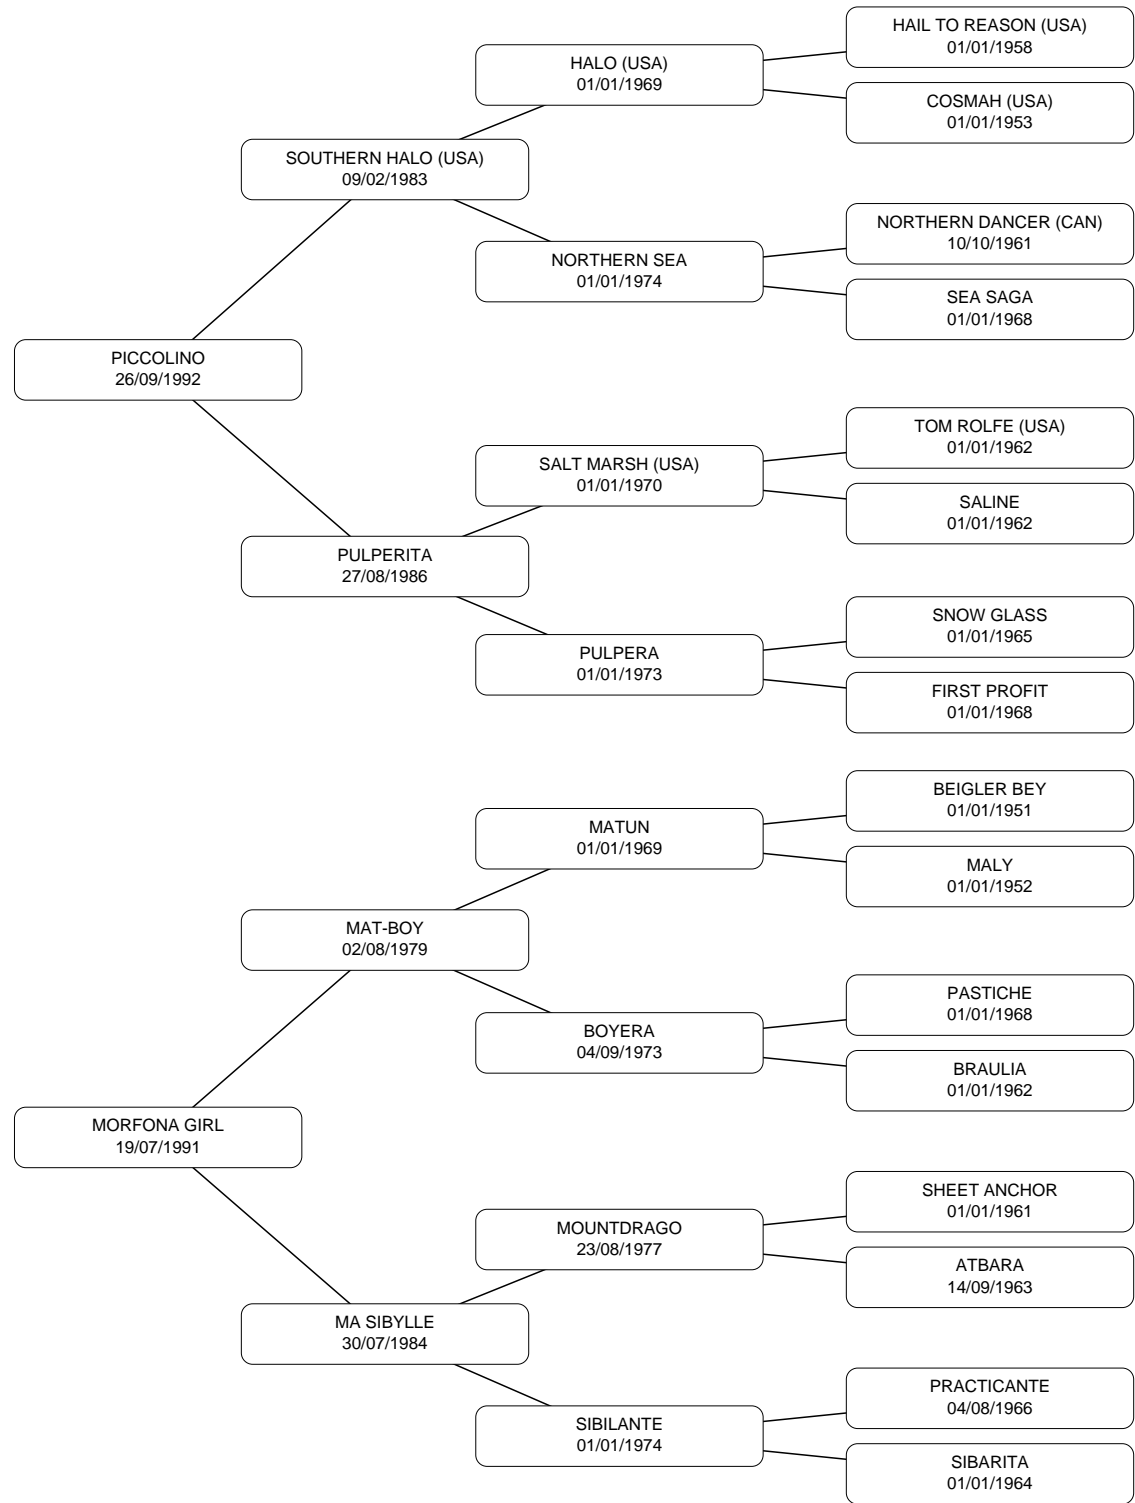 HAIL TO REASON (USA)
01/01/1958
HALO (USA)
01/01/1969
COSMAH (USA)
01/01/1953
SOUTHERN HALO (USA)
09/02/1983
NORTHERN DANCER (CAN)
10/10/1961
NORTHERN SEA
01/01/1974
SEA SAGA
01/01/1968
PICCOLINO
26/09/1992
TOM ROLFE (USA)
01/01/1962
SALT MARSH (USA)
01/01/1970
SALINE
01/01/1962
PULPERITA
27/08/1986
SNOW GLASS
01/01/1965
PULPERA
01/01/1973
FIRST PROFIT
01/01/1968
BEIGLER BEY
01/01/1951
MATUN
01/01/1969
MALY
01/01/1952
MAT-BOY
02/08/1979
PASTICHE
01/01/1968
BOYERA
04/09/1973
BRAULIA
01/01/1962
MORFONA GIRL
19/07/1991
SHEET ANCHOR
01/01/1961
MOUNTDRAGO
23/08/1977
ATBARA
14/09/1963
MA SIBYLLE
30/07/1984
PRACTICANTE
04/08/1966
SIBILANTE
01/01/1974
SIBARITA
01/01/1964